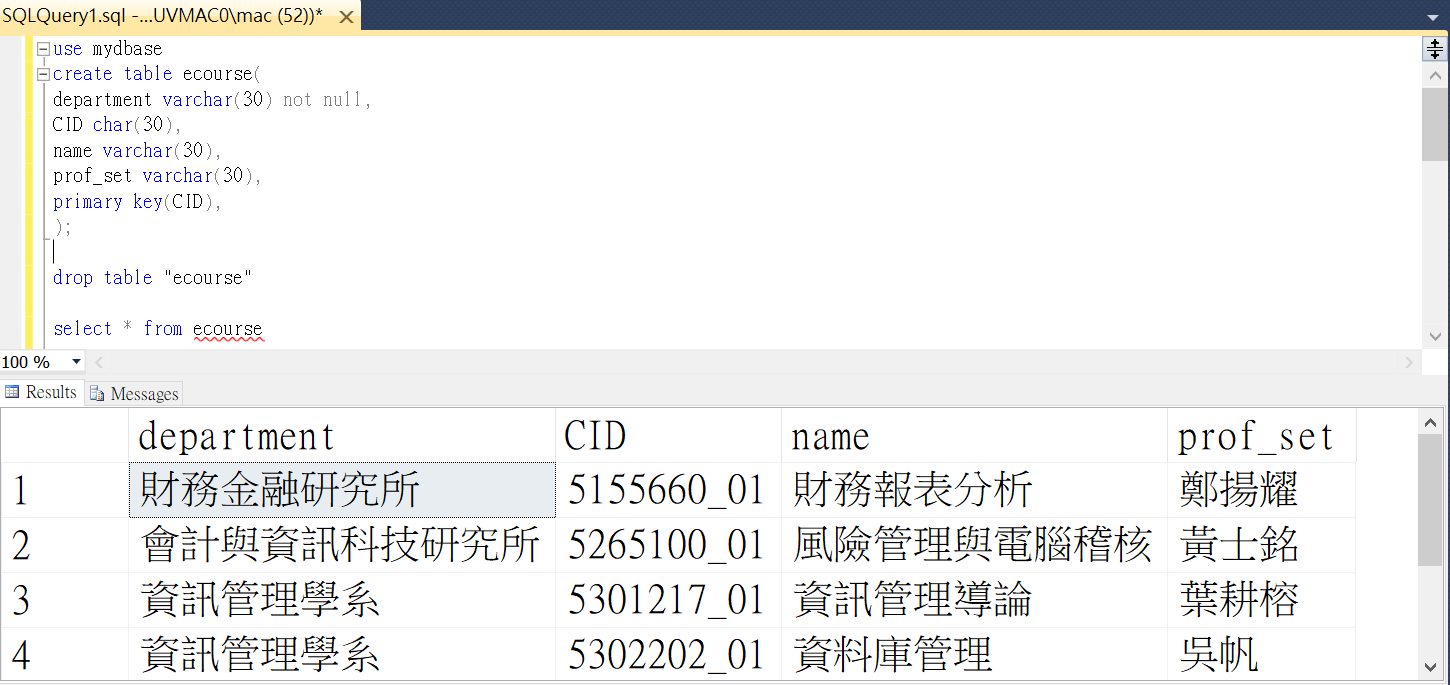 SQLQuery1.sql -...UVMAC0\mac (52))*
use mydbase
create table ecourse(
department varchar(30) not null,
CID char(30),
name varchar(30),
prof_set varchar(30),
primary key(CID),
);
drop table "ecourse"
select * from ecourse
100 %
Results Messages
department CID name prof_set
1 財務金融研究所 5155660_01 財務報表分析 鄭揚耀
2 會計與資訊科技研究所 5265100_01 風險管理與電腦稽核 黃士銘
3 資訊管理學系 5301217_01 資訊管理導論 葉耕榕
4 資訊管理學系 5302202_01 資料庫管理 吳帆